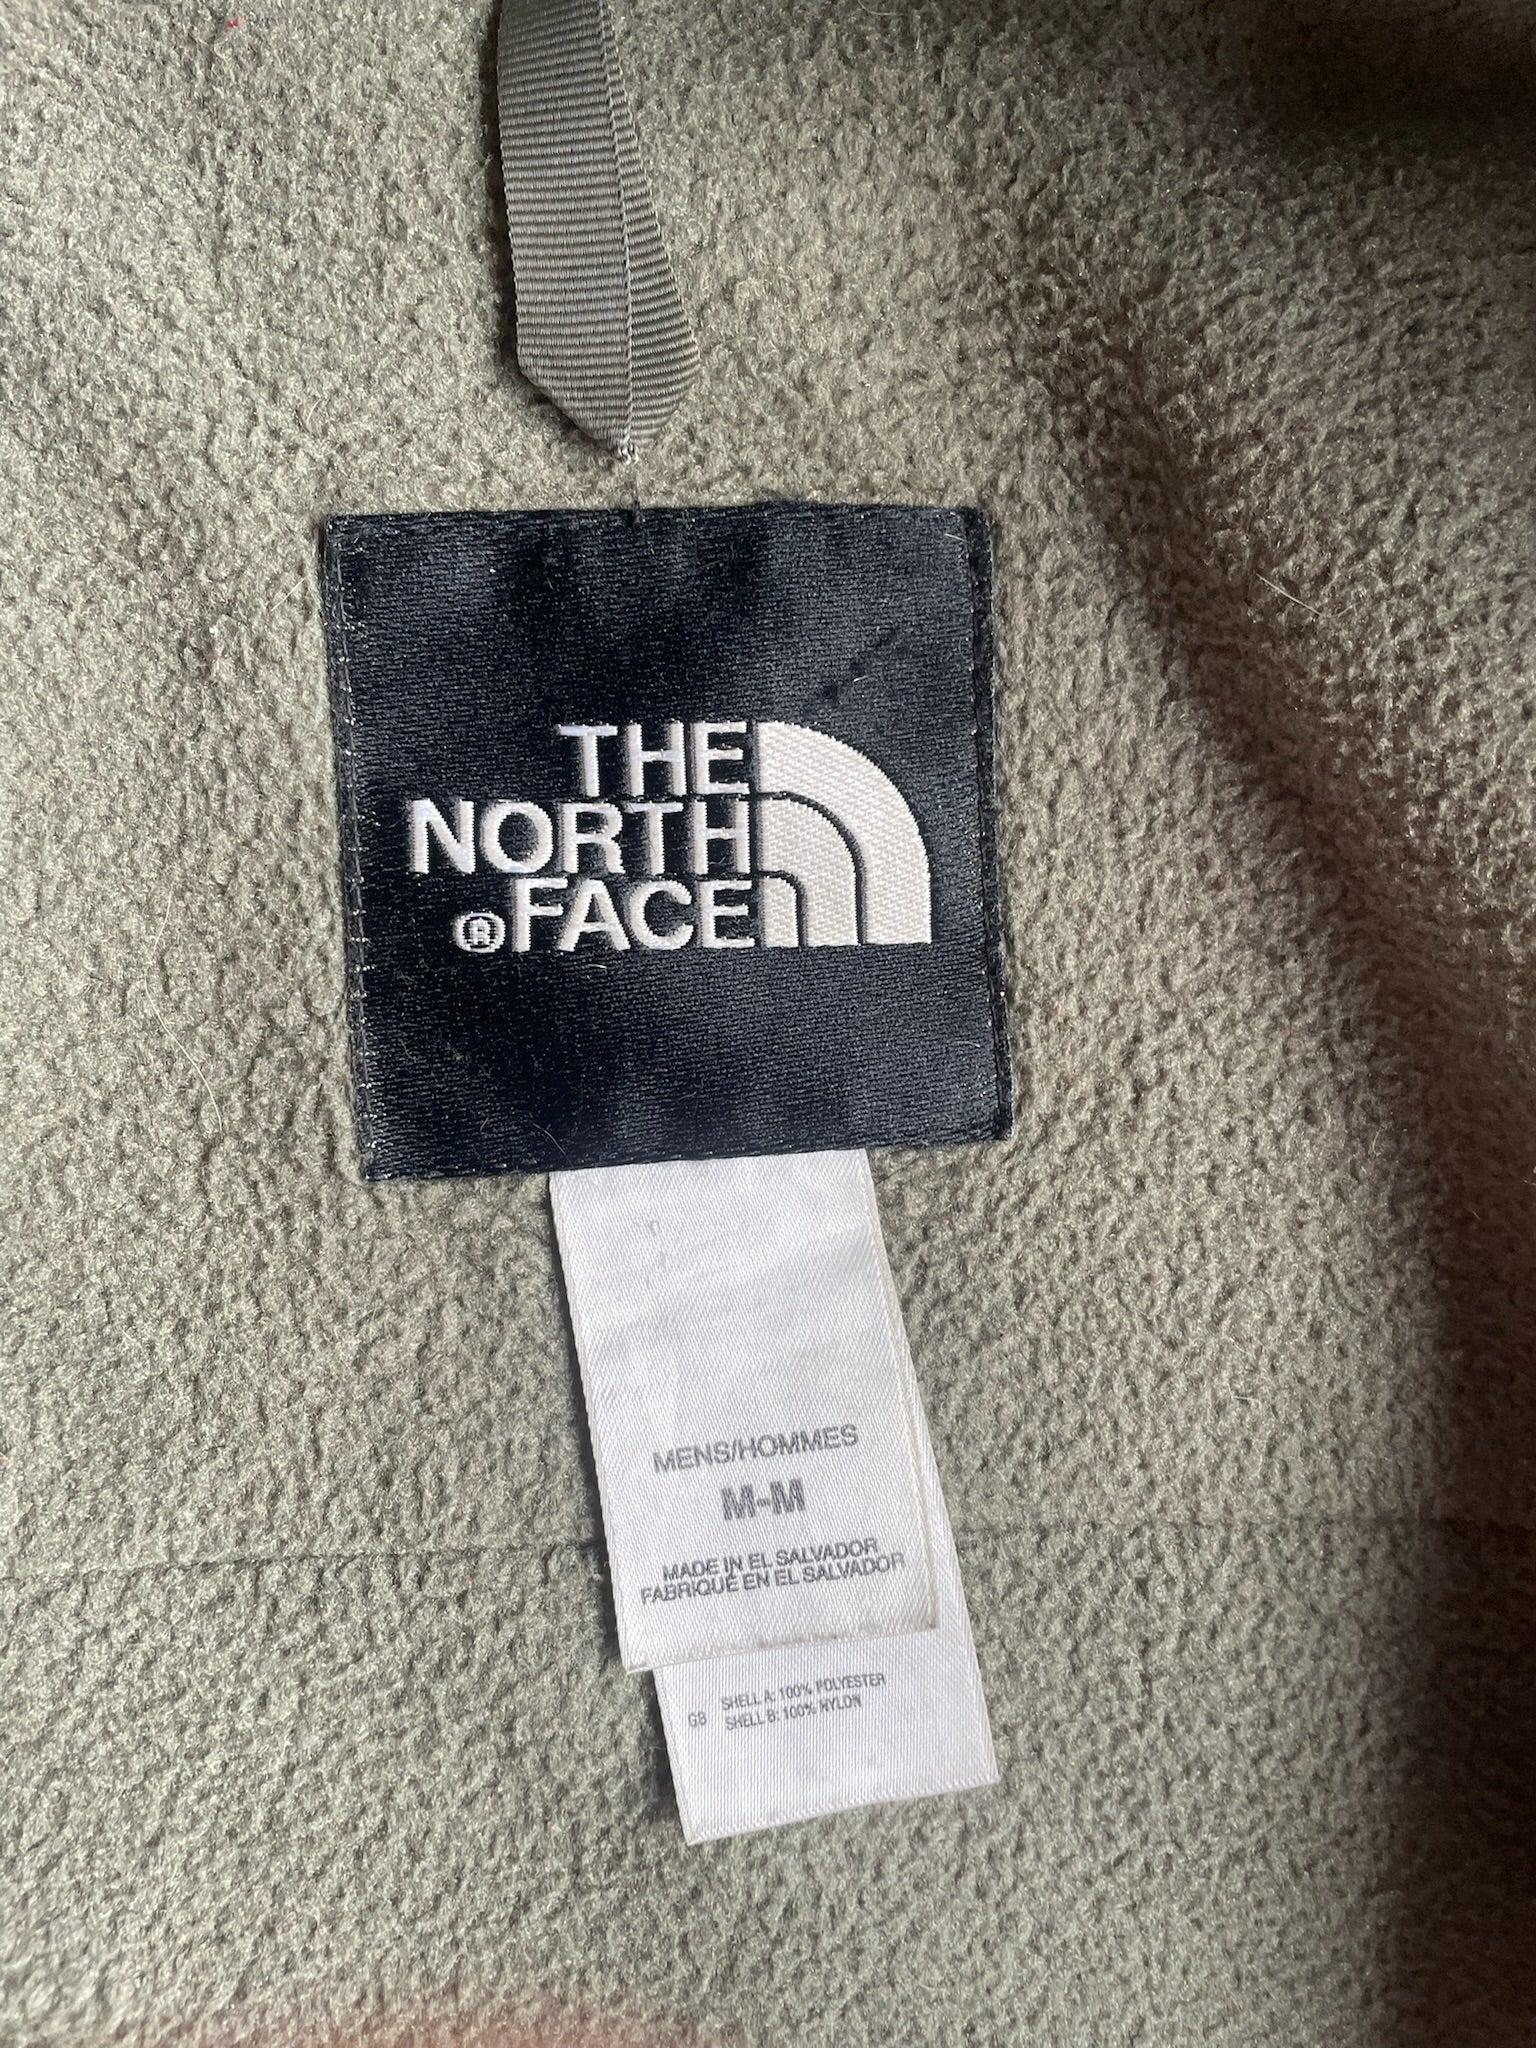 THE
NORTH
® FACE
MENS/HOMMES
M-M
MADE IN EL SALVADOR
FABRIQUÉ EN EL SALVADOR
SHELL A: 100% POLYESTER
GB SHELL B: 100% NYLON